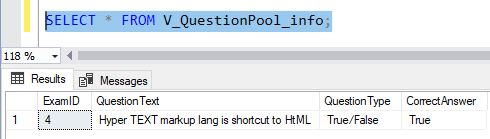 SELECT * FROM V_QuestionPool_info;
118 %
Results Messages
ExamID QuestionText QuestionType CorrectAnswer
1 4 Hyper TEXT markup lang is shortcut to HtML True/False True